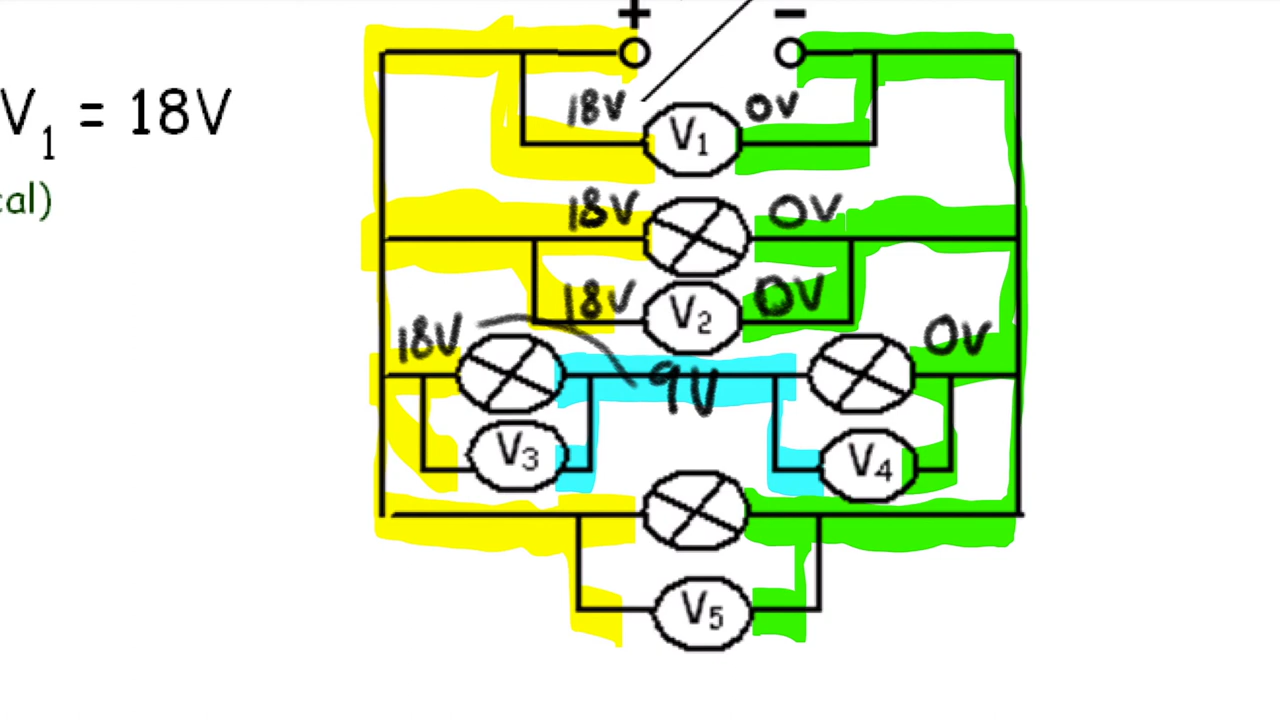 + −
V1 = 18V
18V V1 0V
cal)
18V 0V
18V V2 0V
18V 9V 0V
V3 V4
V5